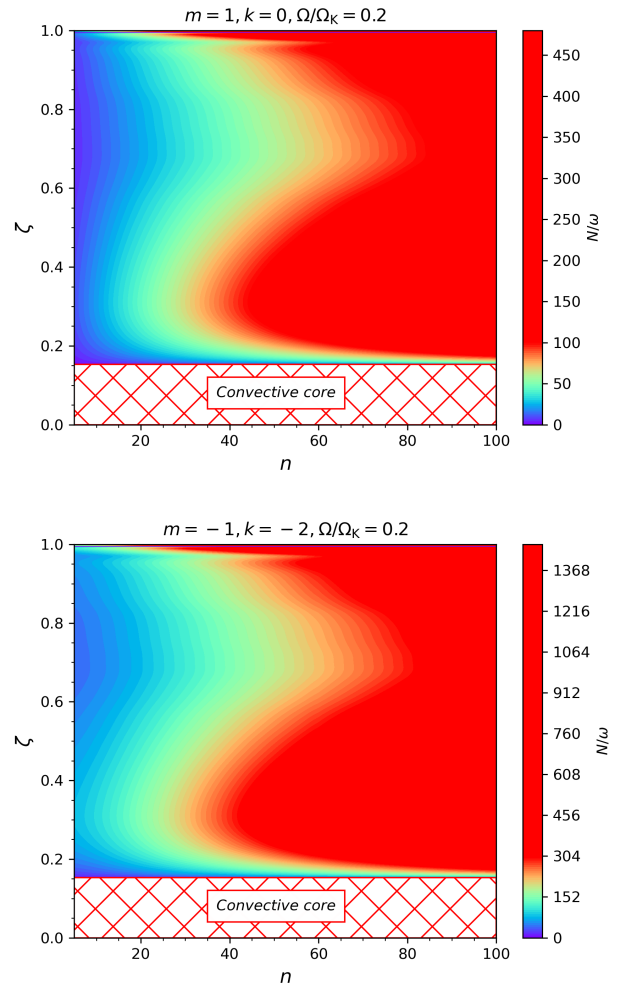 m = 1, k = 0, Ω/Ω_K = 0.2
1.0
0.8
0.6
0.4
0.2
0.0
ζ
Convective core
20 40 60 80 100
n
450
400
350
300
250
200
150
100
50
0
ω/N
m = −1, k = −2, Ω/Ω_K = 0.2
1.0
0.8
0.6
0.4
0.2
0.0
ζ
Convective core
20 40 60 80 100
n
1368
1216
1064
912
760
608
456
304
152
0
ω/N